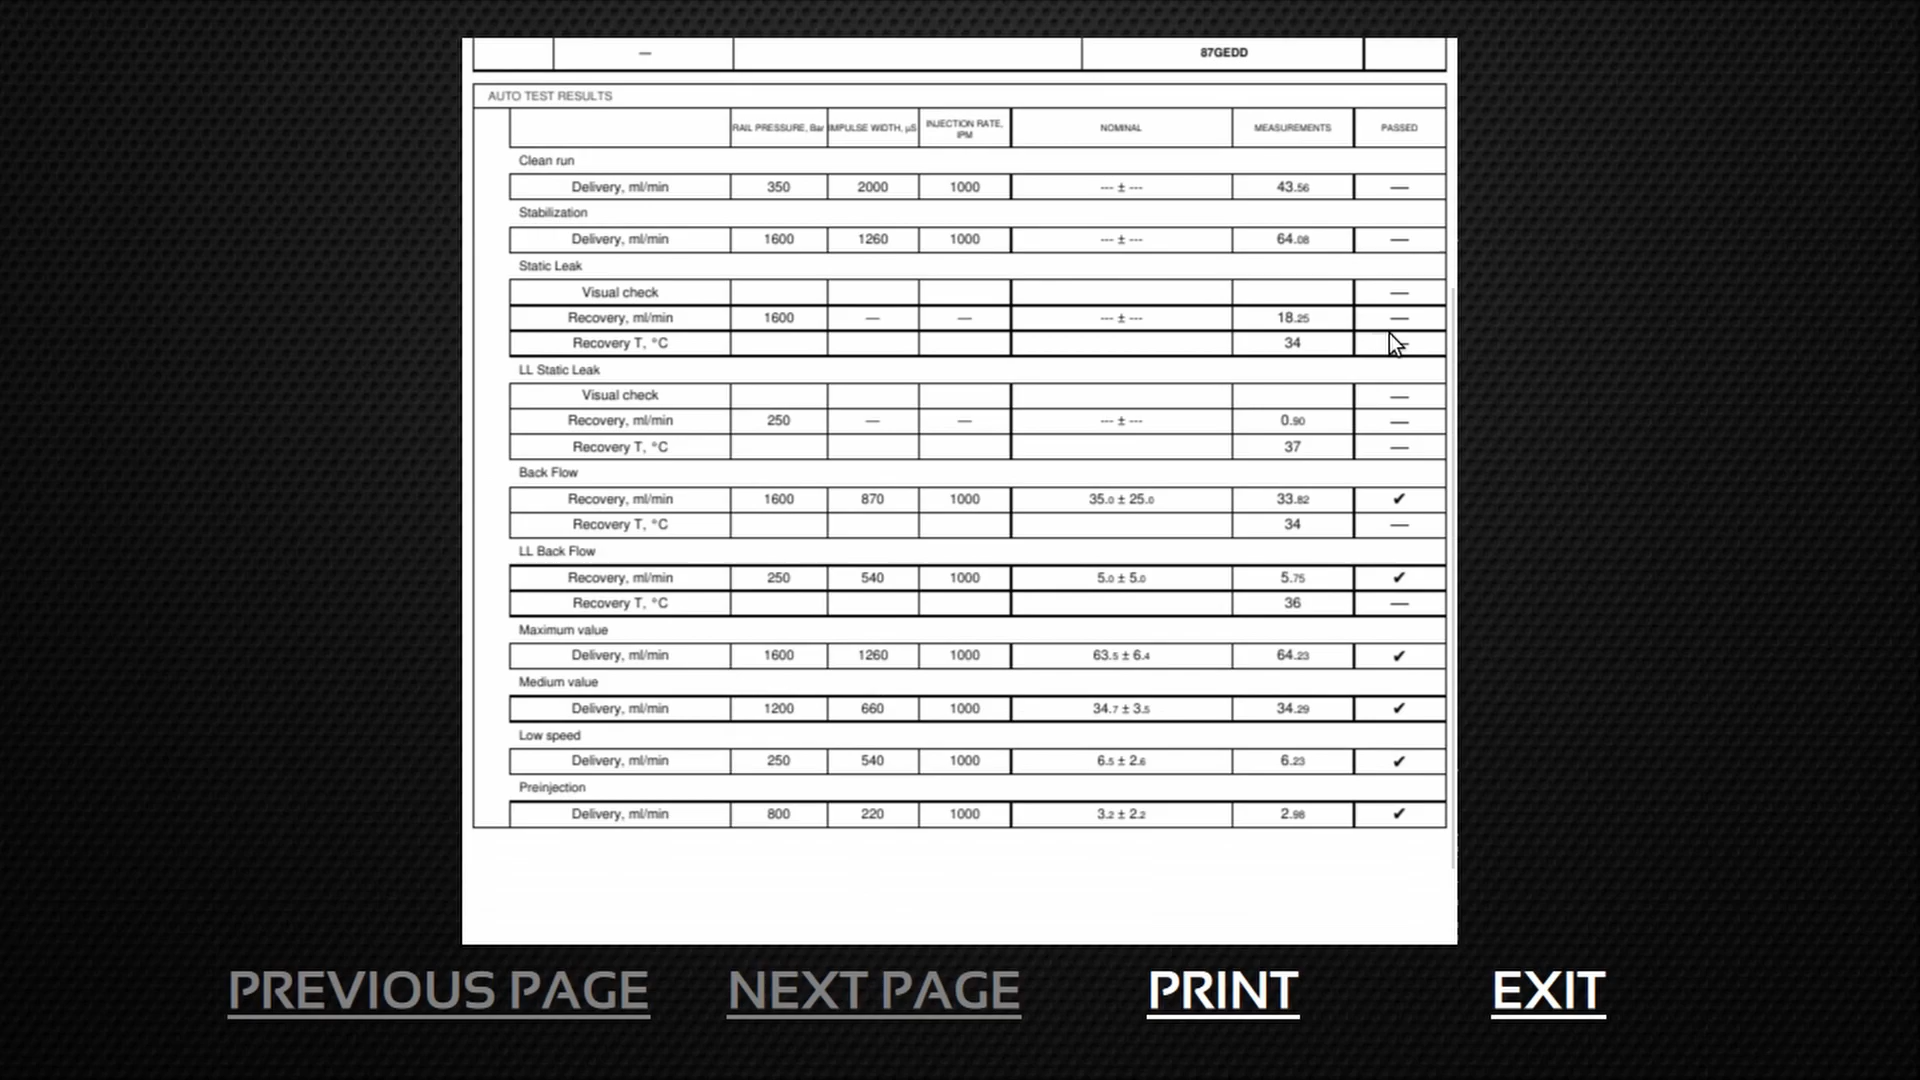 — 87GEDD
AUTO TEST RESULTS
RAIL PRESSURE, Bar IMPULSE WIDTH, µS INJECTION RATE, IPM NOMINAL MEASUREMENTS PASSED
Clean run
Delivery, ml/min 350 2000 1000 --- ± --- 43.56 —
Stabilization
Delivery, ml/min 1600 1260 1000 --- ± --- 64.08 —
Static Leak
Visual check —
Recovery, ml/min 1600 — — --- ± --- 18.25 —
Recovery T, °C 34 —
LL Static Leak
Visual check —
Recovery, ml/min 250 — — --- ± --- 0.90 —
Recovery T, °C 37 —
Back Flow
Recovery, ml/min 1600 870 1000 35.0 ± 25.0 33.82 ✔
Recovery T, °C 34 —
LL Back Flow
Recovery, ml/min 250 540 1000 5.0 ± 5.0 5.75 ✔
Recovery T, °C 36 —
Maximum value
Delivery, ml/min 1600 1260 1000 63.5 ± 6.4 64.23 ✔
Medium value
Delivery, ml/min 1200 660 1000 34.7 ± 3.5 34.29 ✔
Low speed
Delivery, ml/min 250 540 1000 6.5 ± 2.6 6.23 ✔
Preinjection
Delivery, ml/min 800 220 1000 3.2 ± 2.2 2.98 ✔
PREVIOUS PAGE NEXT PAGE PRINT EXIT